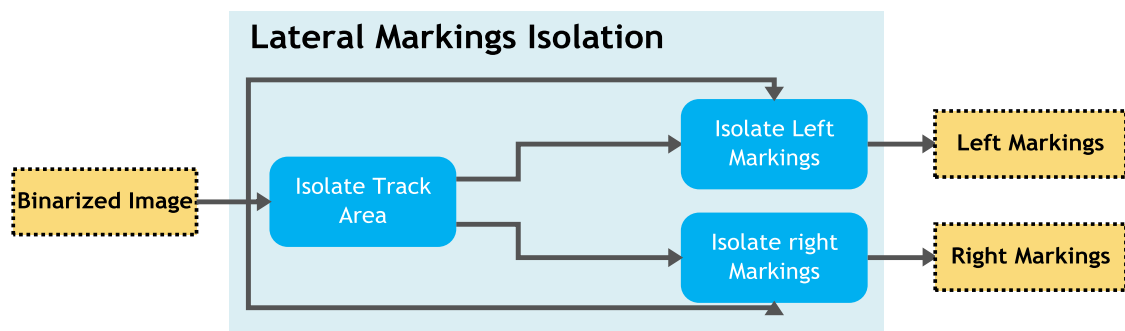 Lateral Markings Isolation
Binarized Image
Isolate Track
Area
Isolate Left
Markings
Isolate right
Markings
Left Markings
Right Markings